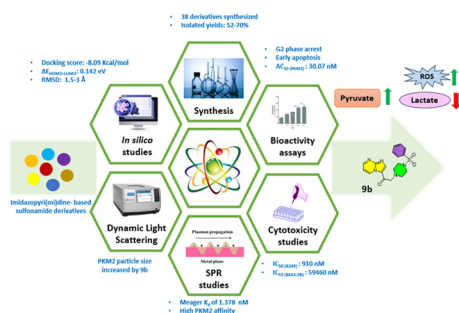 • 38 derivatives synthesized
• Isolated yields: 52-70%
• Docking score: -8.09 Kcal/mol
• ΔE HOMO-LUMO: 0.142 eV
• RMSD: 1.5-3 Å
• G2 phase arrest
• Early apoptosis
• AC50 (PKM2): 30.07 nM
Synthesis
In silico
studies
Bioactivity
assays
Pyruvate
ROS
Lactate
9b
Imidazopyri(mi)dine- based
sulfonamide derivatives
Dynamic Light
Scattering
PKM2 particle size
increased by 9b
Plasmon propagation
Metal plane
SPR
studies
Cytotoxicity
studies
• IC50 (A549): 910 nM
• IC50 (BEAS-2B): 59460 nM
• Meager Kd of 1.378 nM
• High PKM2 affinity